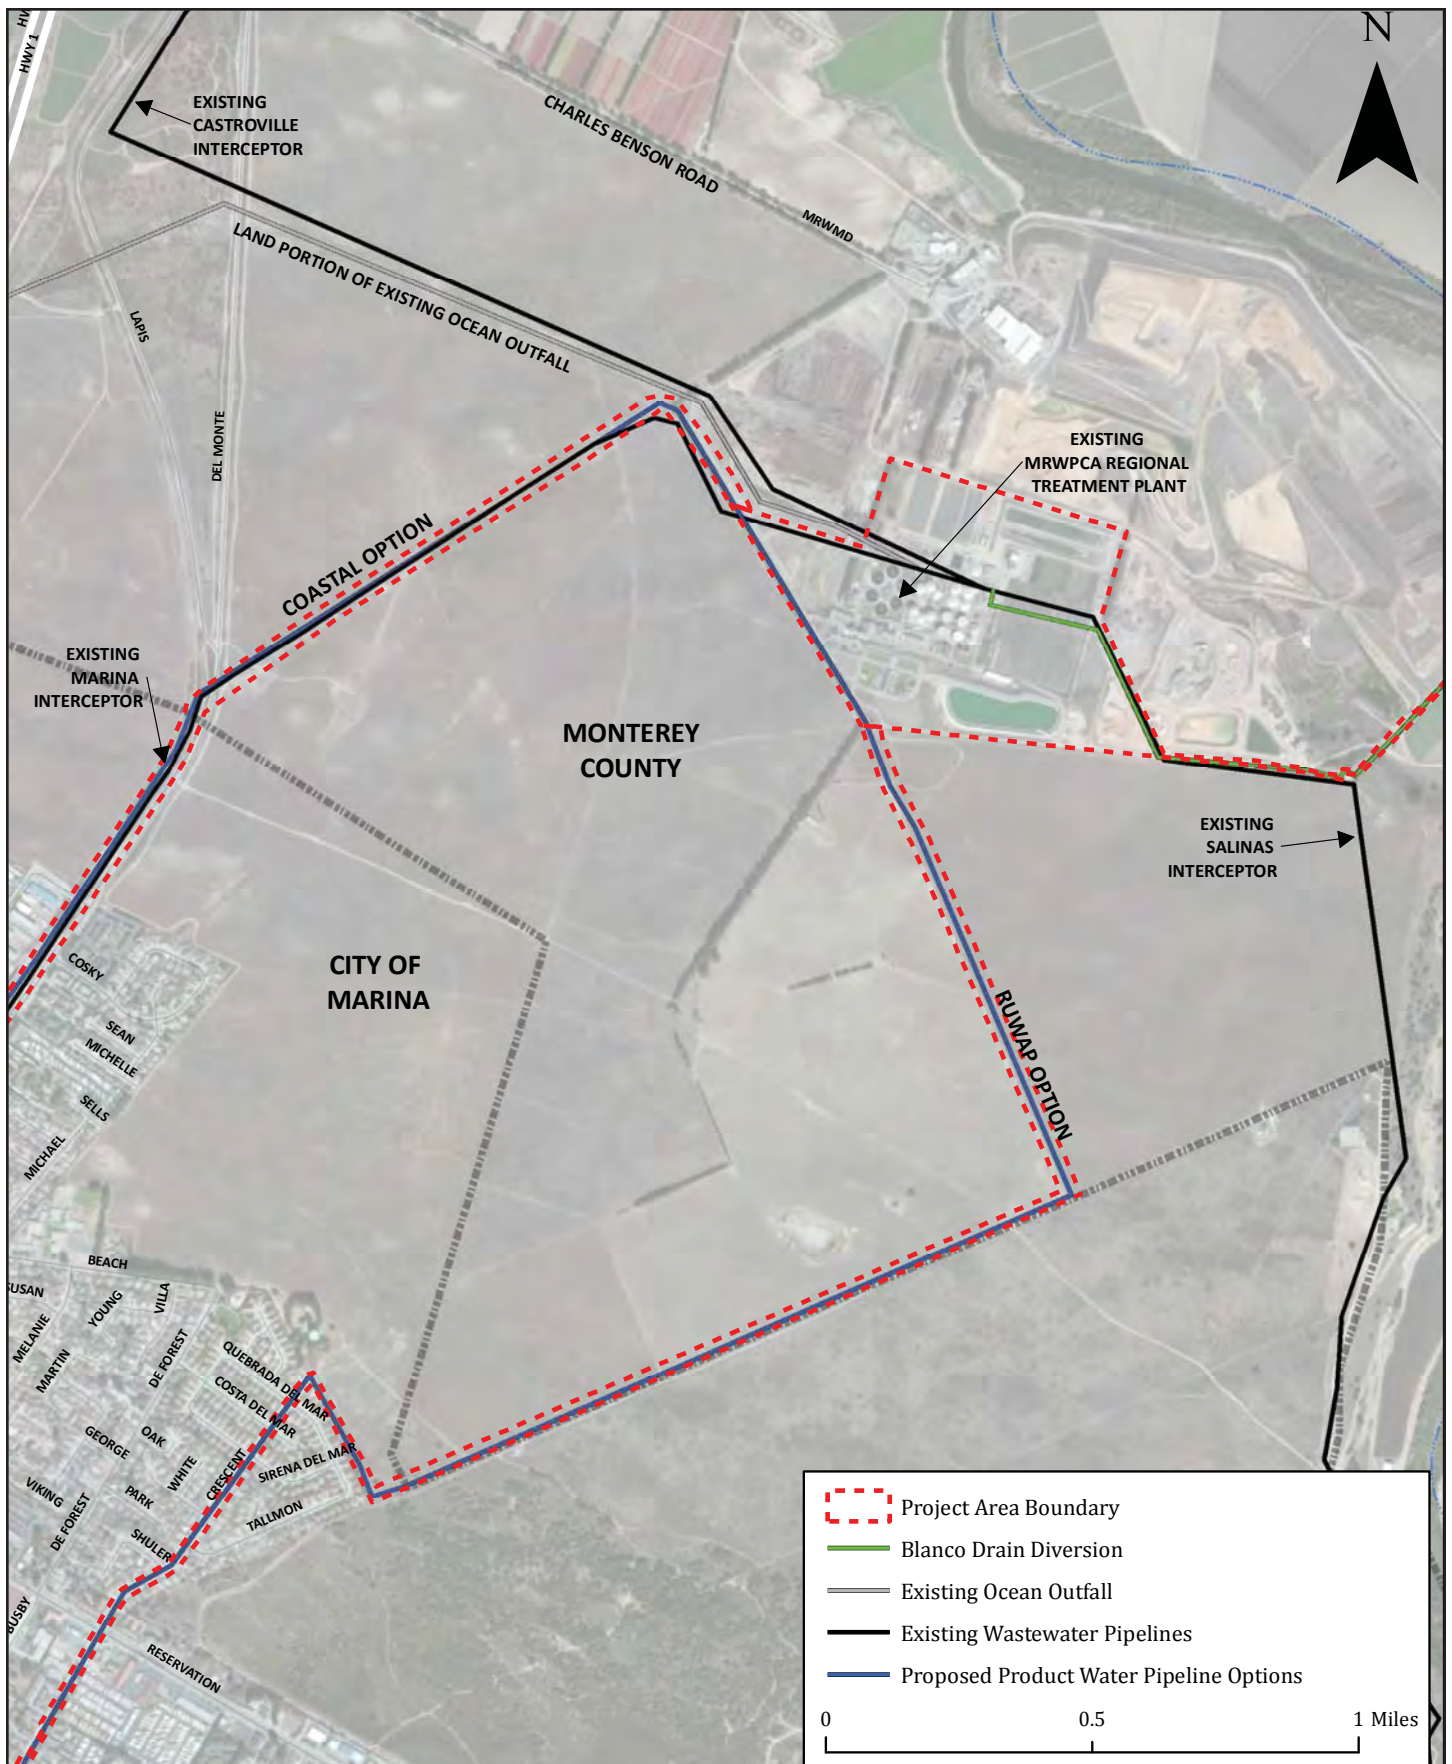 HWY 1
N
EXISTING
CASTROVILLE
INTERCEPTOR
CHARLES BENSON ROAD
MRWMD
LAND PORTION OF EXISTING OCEAN OUTFALL
LAPIS
DEL MONTE
EXISTING
MRWPCA REGIONAL
TREATMENT PLANT
COASTAL OPTION
EXISTING
MARINA
INTERCEPTOR
MONTEREY
COUNTY
EXISTING
SALINAS
INTERCEPTOR
CITY OF
MARINA
RUWAP OPTION
COSKY
SEAN
MICHELLE
SELLS
MICHAEL
BEACH
SUSAN
YOUNG
VILLA
MELANIE
MARTIN
DE FOREST
QUEBRADA DEL MAR
COSTA DEL MAR
OAK
GEORGE
WHITE
CRESCENT
SIRENA DEL MAR
VIKING
PARK
DE FOREST
TALLMON
SHULER
BUSBY
RESERVATION
Project Area Boundary
Blanco Drain Diversion
Existing Ocean Outfall
Existing Wastewater Pipelines
Proposed Product Water Pipeline Options
0 0.5 1 Miles